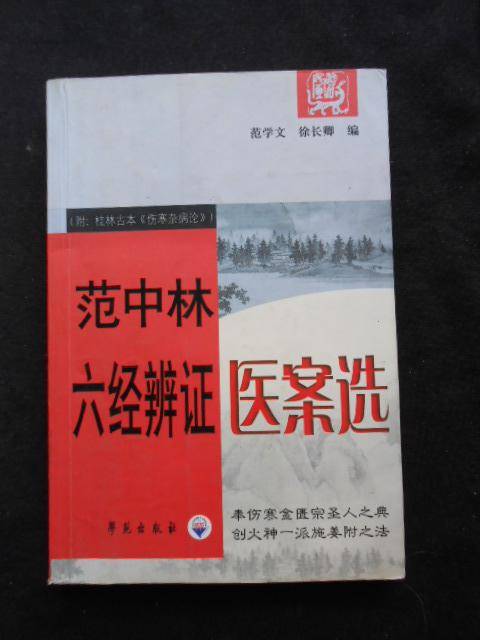 范学文 徐长卿 编
(附：桂林古本《伤寒杂病论》)
范中林
六经辨证
医案选
奉伤寒金匮宗圣人之典
创火神一派施姜附之法
学苑出版社